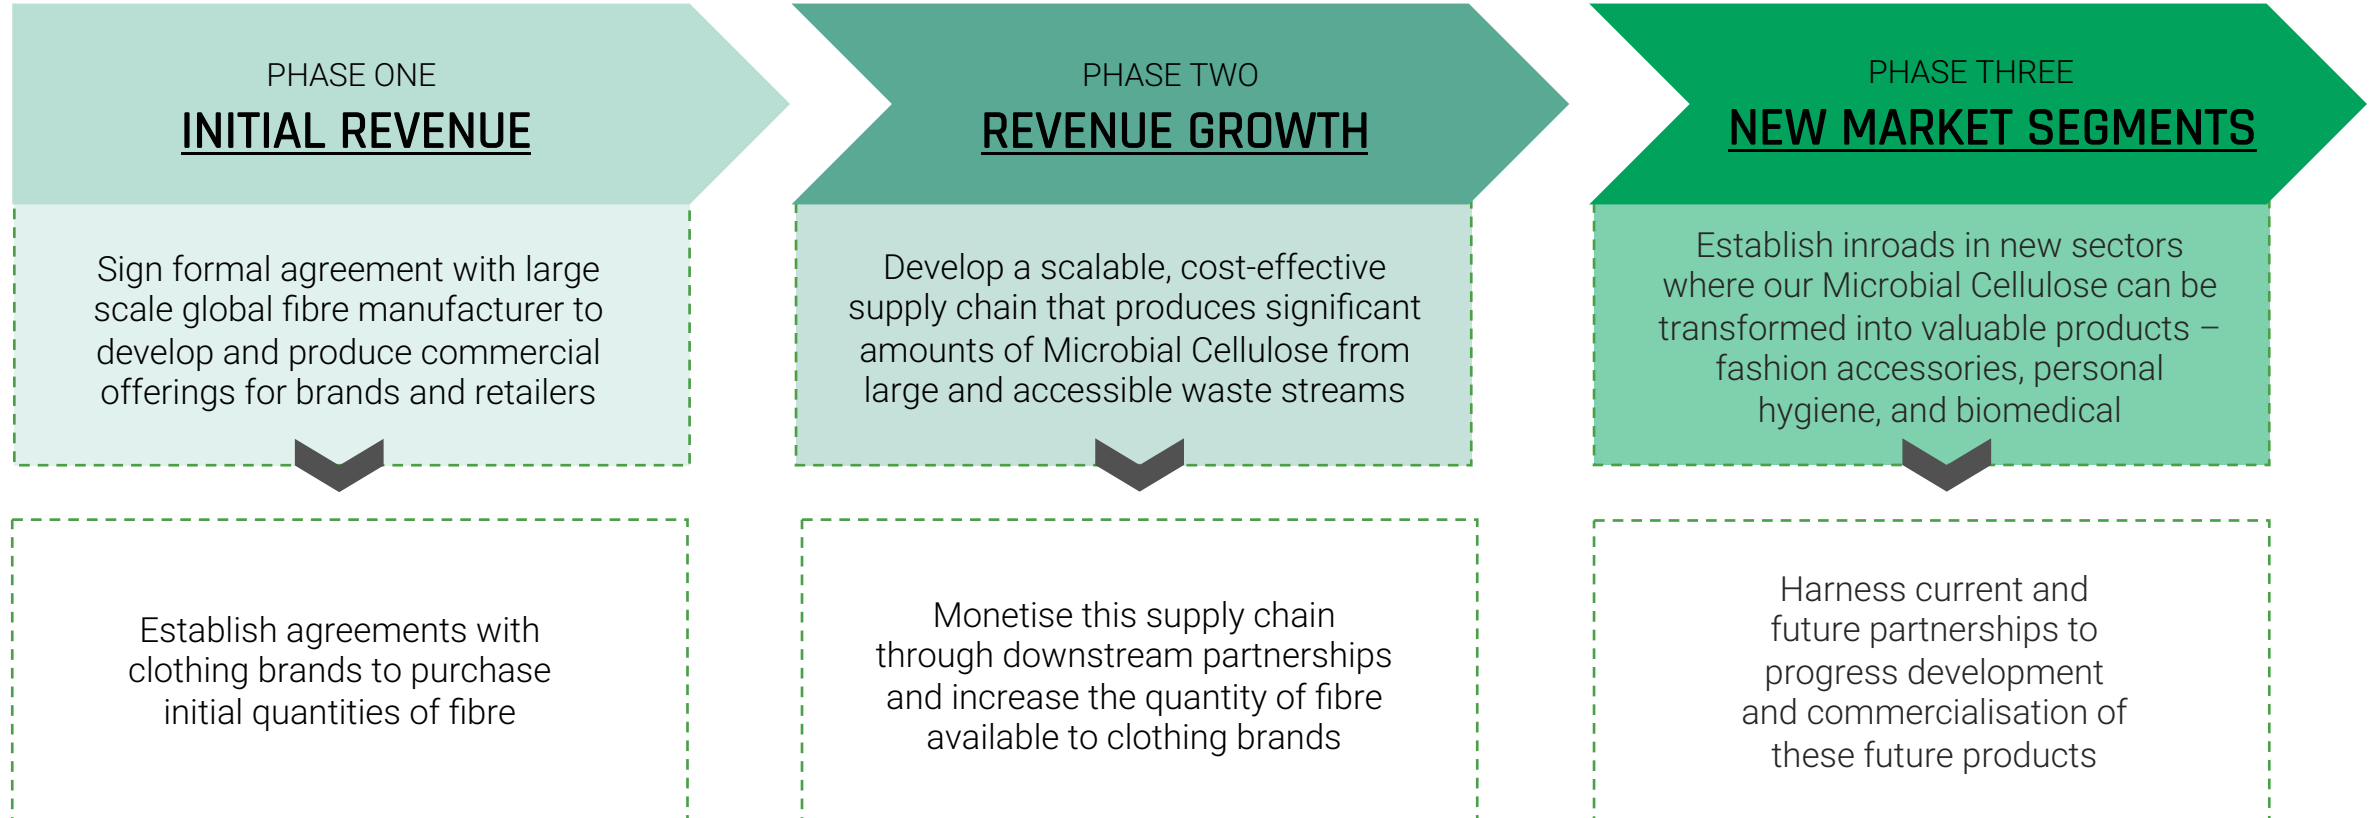 PHASE ONE
INITIAL REVENUE
Sign formal agreement with large
scale global fibre manufacturer to
develop and produce commercial
offerings for brands and retailers
Establish agreements with
clothing brands to purchase
initial quantities of fibre
PHASE TWO
REVENUE GROWTH
Develop a scalable, cost-effective
supply chain that produces significant
amounts of Microbial Cellulose from
large and accessible waste streams
Monetise this supply chain
through downstream partnerships
and increase the quantity of fibre
available to clothing brands
PHASE THREE
NEW MARKET SEGMENTS
Establish inroads in new sectors
where our Microbial Cellulose can be
transformed into valuable products –
fashion accessories, personal
hygiene, and biomedical
Harness current and
future partnerships to
progress development
and commercialisation of
these future products